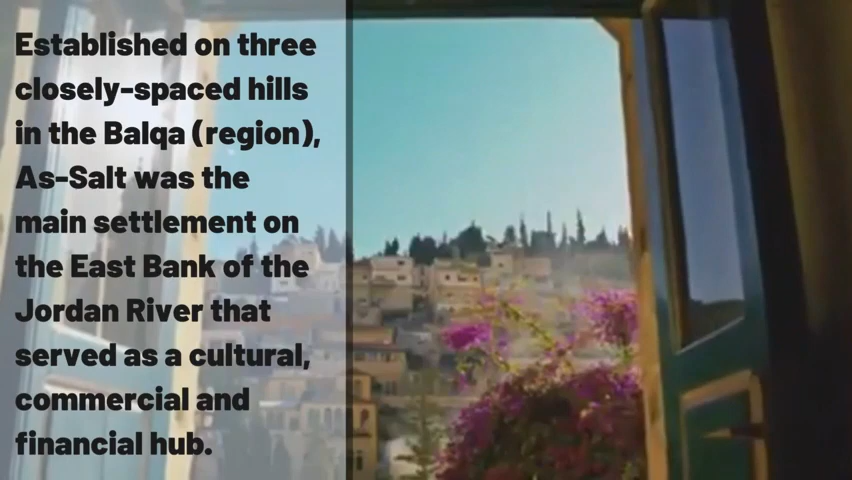 Established on three
closely-spaced hills
in the Balqa (region),
As-Salt was the
main settlement on
the East Bank of the
Jordan River that
served as a cultural,
commercial and
financial hub.